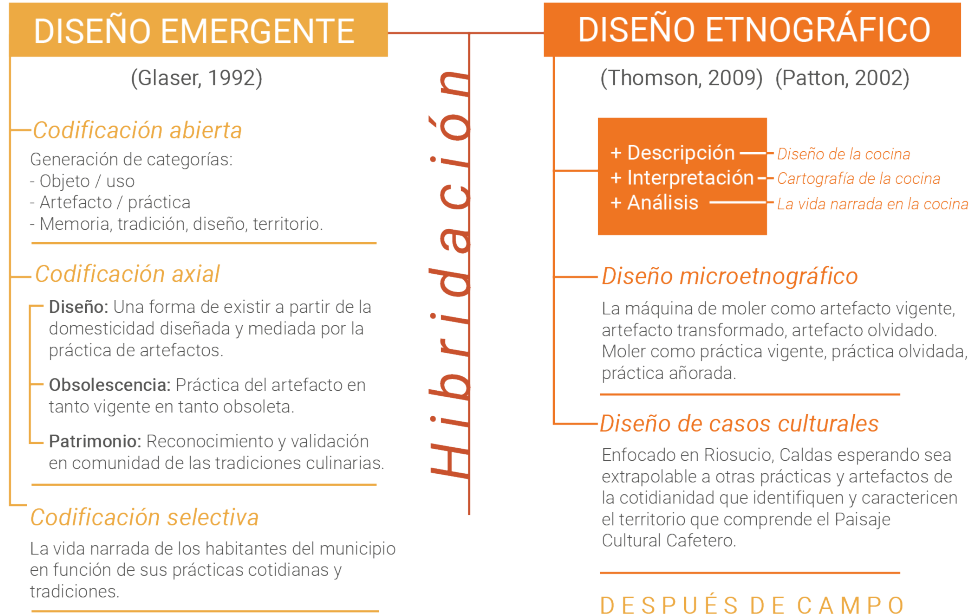 DISEÑO EMERGENTE
(Glaser, 1992)
Codificación abierta
Generación de categorías:
- Objeto / uso
- Artefacto / práctica
- Memoria, tradición, diseño, territorio.
Codificación axial
Diseño: Una forma de existir a partir de la
domesticidad diseñada y mediada por la
práctica de artefactos.
Obsolescencia: Práctica del artefacto en
tanto vigente en tanto obsoleta.
Patrimonio: Reconocimiento y validación
en comunidad de las tradiciones culinarias.
Codificación selectiva
La vida narrada de los habitantes del municipio
en función de sus prácticas cotidianas y
tradiciones.
Hibridación
DISEÑO ETNOGRÁFICO
(Thomson, 2009) (Patton, 2002)
+ Descripción Diseño de la cocina
+ Interpretación Cartografía de la cocina
+ Análisis La vida narrada en la cocina
Diseño microetnográfico
La máquina de moler como artefacto vigente,
artefacto transformado, artefacto olvidado.
Moler como práctica vigente, práctica olvidada,
práctica añorada.
Diseño de casos culturales
Enfocado en Riosucio, Caldas esperando sea
extrapolable a otras prácticas y artefactos de
la cotidianidad que identifiquen y caractericen
el territorio que comprende el Paisaje
Cultural Cafetero.
DESPUÉS DE CAMPO